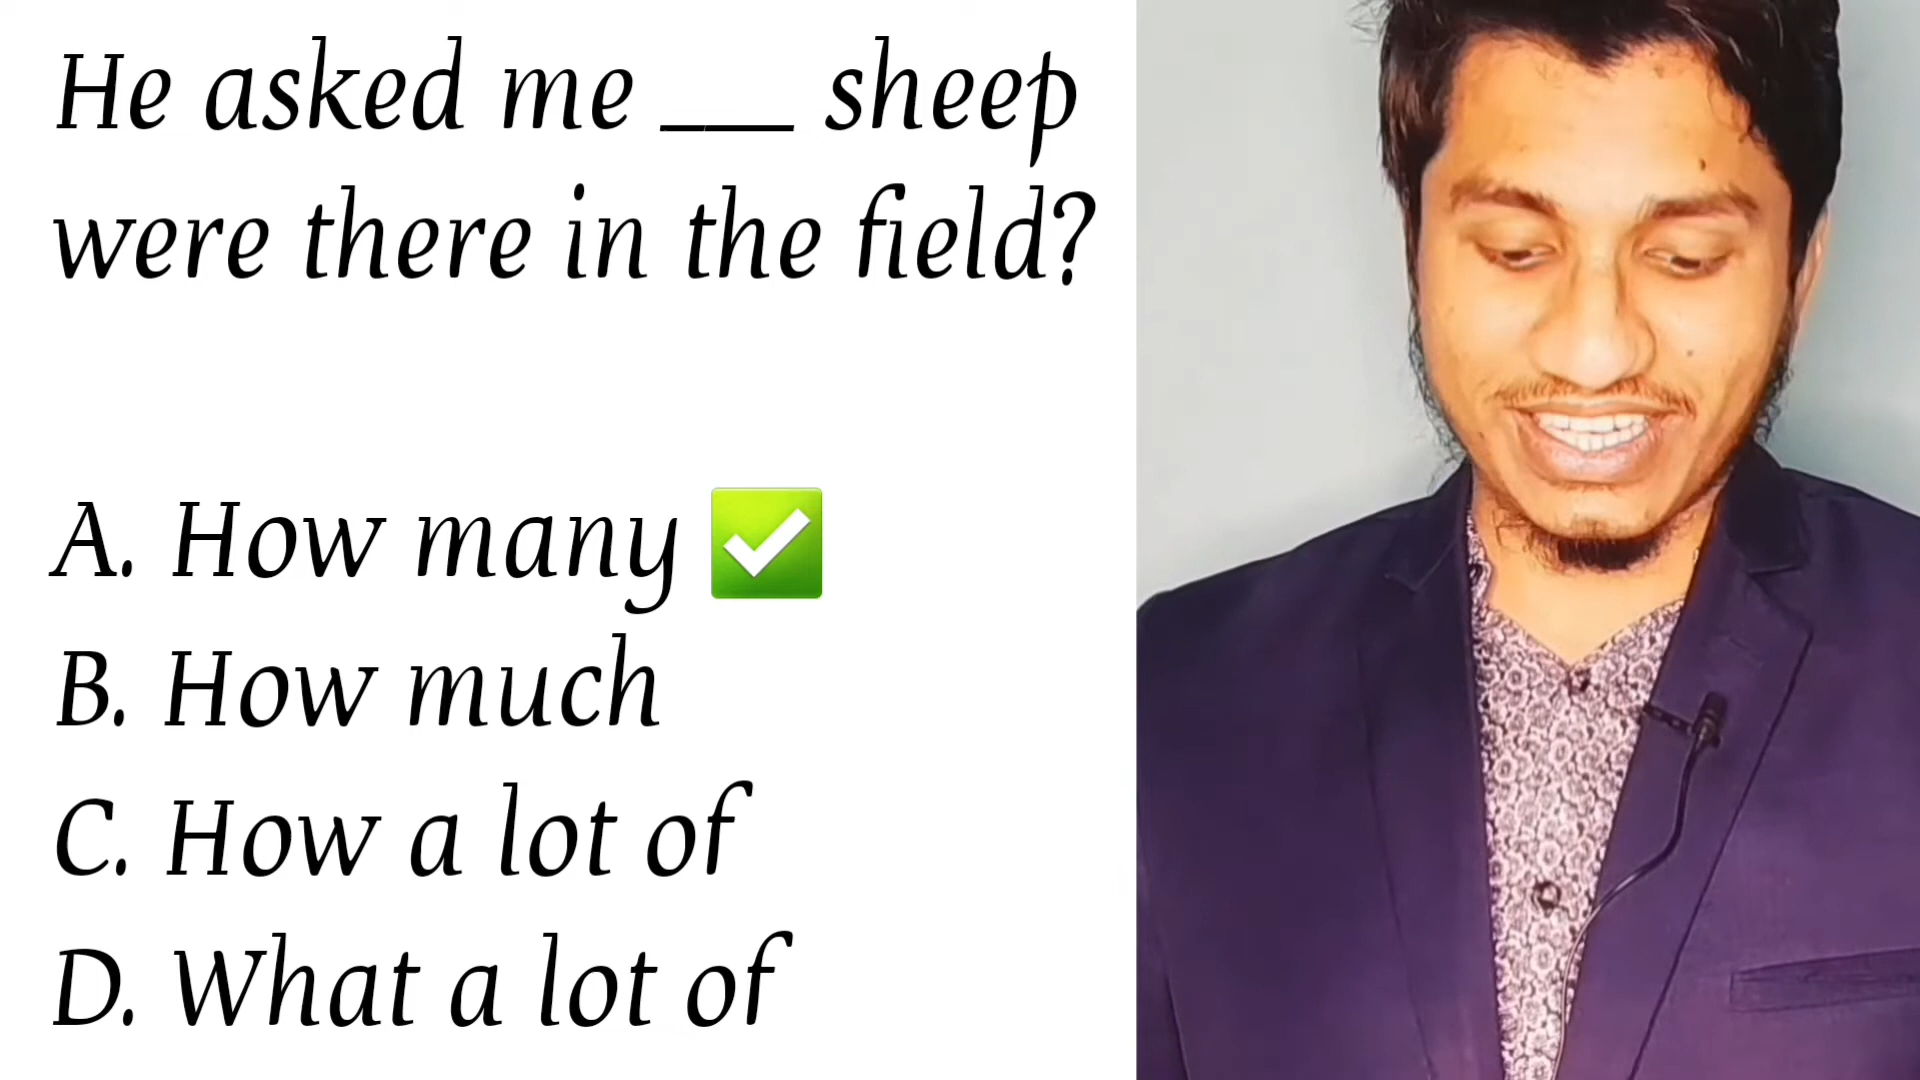 He asked me ___ sheep
were there in the field?
A. How many ✅
B. How much
C. How a lot of
D. What a lot of